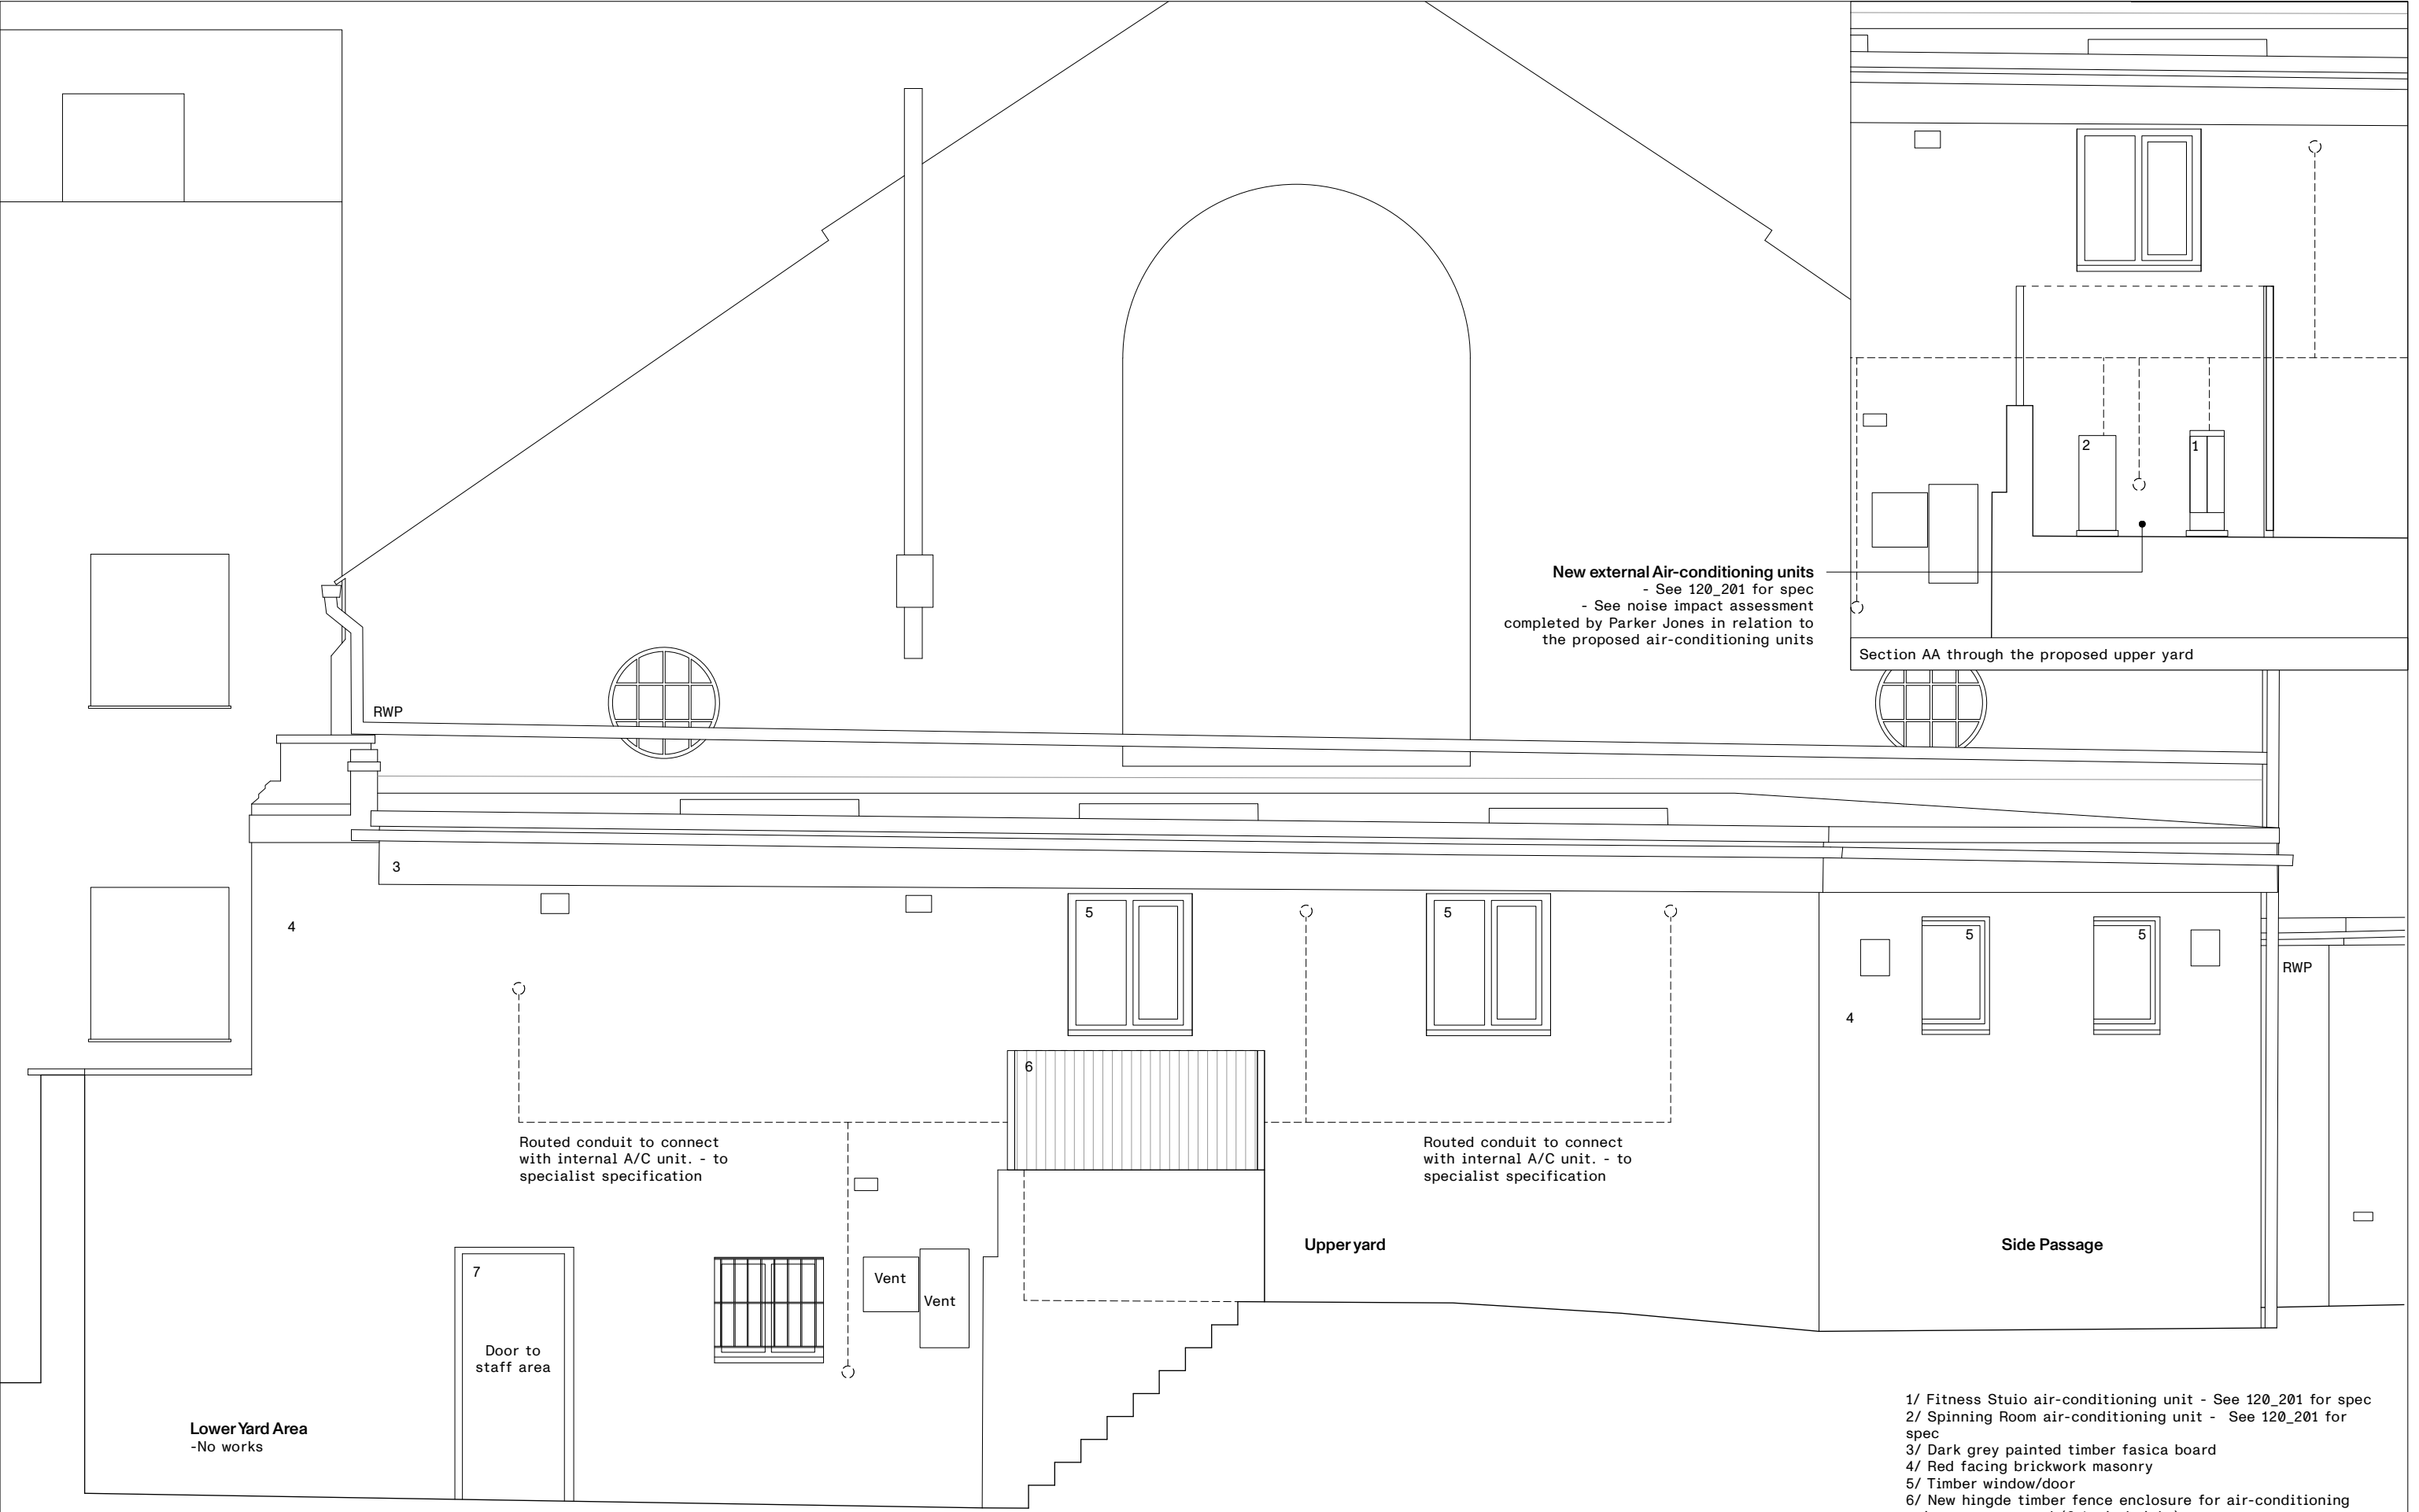 2
1
New external Air-conditioning units
- See 120_201 for spec
- See noise impact assessment
completed by Parker Jones in relation to
the proposed air-conditioning units
Section AA through the proposed upper yard
RWP
3
4
5
5
5
5
RWP
4
6
Routed conduit to connect
with internal A/C unit. - to
specialist specification
Routed conduit to connect
with internal A/C unit. - to
specialist specification
Upper yard
Side Passage
7
Vent
Vent
Door to
staff area
Lower Yard Area
-No works
1/ Fitness Stuio air-conditioning unit - See 120_201 for spec
2/ Spinning Room air-conditioning unit - See 120_201 for
spec
3/ Dark grey painted timber fasica board
4/ Red facing brickwork masonry
5/ Timber window/door
6/ New hingde timber fence enclosure for air-conditioning